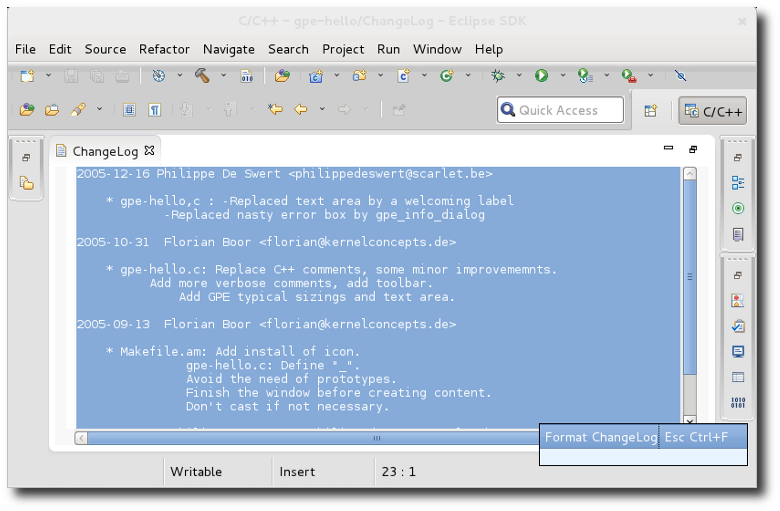 C/C++ - gpe-hello/ChangeLog - Eclipse SDK
File Edit Source Refactor Navigate Search Project Run Window Help
Quick Access
C/C++
ChangeLog
2005-12-16 Philippe De Swert <philippedeswert@scarlet.be>
* gpe-hello,c : -Replaced text area by a welcoming label
-Replaced nasty error box by gpe_info_dialog
2005-10-31  Florian Boor <florian@kernelconcepts.de>
* gpe-hello.c: Replace C++ comments, some minor improvememnts.
Add more verbose comments, add toolbar.
Add GPE typical sizings and text area.
2005-09-13  Florian Boor <florian@kernelconcepts.de>
* Makefile.am: Add install of icon.
gpe-hello.c: Define "_".
Avoid the need of prototypes.
Finish the window before creating content.
Don't cast if not necessary.
Format ChangeLog Esc Ctrl+F
Writable Insert 23 : 1